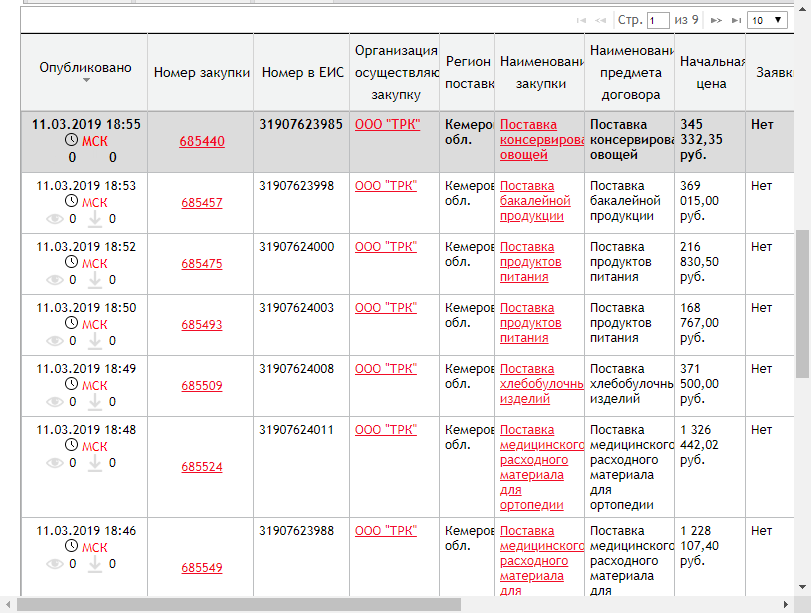 Стр. 1 из 9 10
Опубликовано
Номер закупки
Номер в ЕИС
Организация
осуществляю
закупку
Регион
поставк
Наименовани
закупки
Наименовани
предмета
договора
Начальная
цена
Заявк
11.03.2019 18:55
МСК
0 0
685440
31907623985
ООО "ТРК"
Кемеров
обл.
Поставка
консервирова
овощей
Поставка
консервирова
овощей
345
332,35
руб.
Нет
11.03.2019 18:53
МСК
0 0
685457
31907623998
ООО "ТРК"
Кемеров
обл.
Поставка
бакалейной
продукции
Поставка
бакалейной
продукции
369
015,00
руб.
Нет
11.03.2019 18:52
МСК
0 0
685475
31907624000
ООО "ТРК"
Кемеров
обл.
Поставка
продуктов
питания
Поставка
продуктов
питания
216
830,50
руб.
Нет
11.03.2019 18:50
МСК
0 0
685493
31907624003
ООО "ТРК"
Кемеров
обл.
Поставка
продуктов
питания
Поставка
продуктов
питания
168
767,00
руб.
Нет
11.03.2019 18:49
МСК
0 0
685509
31907624008
ООО "ТРК"
Кемеров
обл.
Поставка
хлебобулочнь
изделий
Поставка
хлебобулочны
изделий
371
500,00
руб.
Нет
11.03.2019 18:48
МСК
0 0
685524
31907624011
ООО "ТРК"
Кемеров
обл.
Поставка
медицинского
расходного
материала
для
ортопедии
Поставка
медицинского
расходного
материала
для
ортопедии
1 326
442,02
руб.
Нет
11.03.2019 18:46
МСК
0 0
685549
31907623988
ООО "ТРК"
Кемеров
обл.
Поставка
медицинского
расходного
материала
для
Поставка
медицинского
расходного
материала
для
1 228
107,40
руб.
Нет